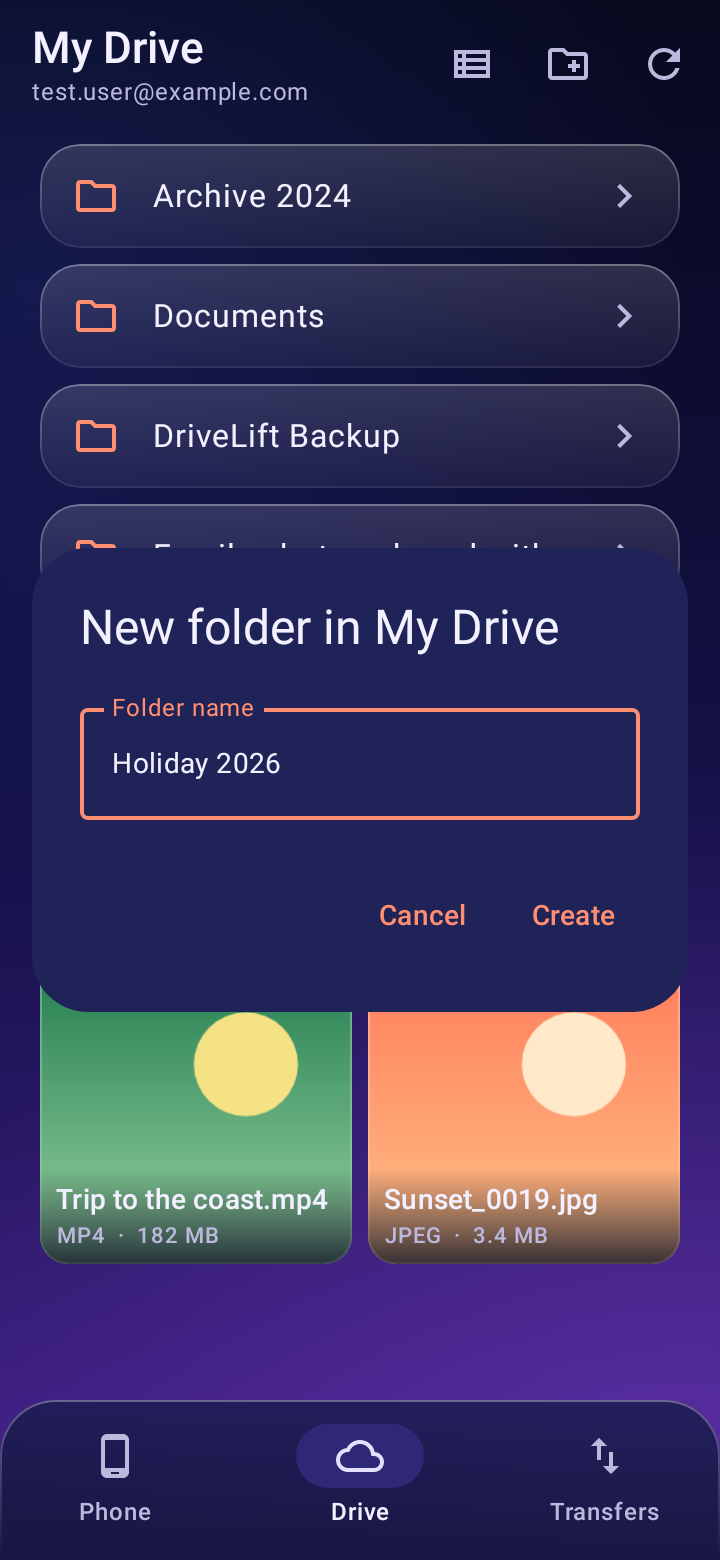 My Drive
test.user@example.com
Archive 2024
Documents
DriveLift Backup
New folder in My Drive
Folder name
Holiday 2026
Cancel
Create
Trip to the coast.mp4
MP4 · 182 MB
Sunset_0019.jpg
JPEG · 3.4 MB
Phone
Drive
Transfers